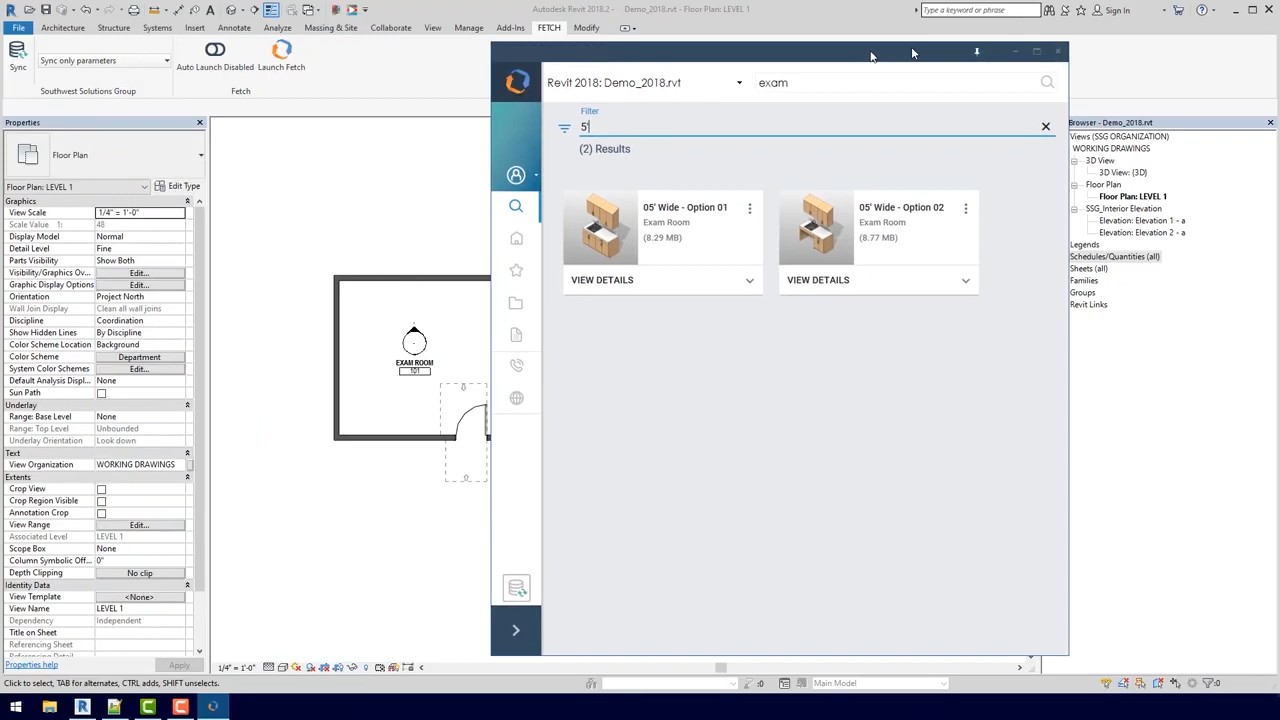 Autodesk Revit 2018.2 - Demo_2018.rvt - Floor Plan: LEVEL 1
Type a keyword or phrase
Sign In
File Architecture Structure Systems Insert Annotate Analyze Massing & Site Collaborate View Manage Add-Ins FETCH Modify
Sync
Sync only parameters
Auto Launch Disabled
Launch Fetch
Southwest Solutions Group
Fetch
Properties
Floor Plan
Floor Plan: LEVEL 1
Edit Type
Graphics
View Scale 1/4" = 1'-0"
Scale Value 1: 48
Display Model Normal
Detail Level Fine
Parts Visibility Show Both
Visibility/Graphics Ov... Edit...
Graphic Display Options Edit...
Orientation Project North
Wall Join Display Clean all wall joins
Discipline Coordination
Show Hidden Lines By Discipline
Color Scheme Location Background
Color Scheme Department
System Color Schemes Edit...
Default Analysis Displ... None
Sun Path
Underlay
Range: Base Level None
Range: Top Level Unbounded
Underlay Orientation Look down
Text
View Organization WORKING DRAWINGS
Extents
Crop View
Crop Region Visible
Annotation Crop
View Range Edit...
Associated Level LEVEL 1
Scope Box None
Column Symbolic Off... 0"
Depth Clipping No clip
Identity Data
View Template <None>
View Name LEVEL 1
Dependency Independent
Title on Sheet
Referencing Sheet
Properties help
Apply
EXAM ROOM
101
Revit 2018: Demo_2018.rvt
exam
Filter
5'
(2) Results
05' Wide - Option 01
Exam Room
(8.29 MB)
VIEW DETAILS
05' Wide - Option 02
Exam Room
(8.77 MB)
VIEW DETAILS
Browser - Demo_2018.rvt
Views (SSG ORGANIZATION)
WORKING DRAWINGS
3D View
3D View: {3D}
Floor Plan
Floor Plan: LEVEL 1
SSG_Interior Elevation
Elevation: Elevation 1 - a
Elevation: Elevation 2 - a
Legends
Schedules/Quantities (all)
Sheets (all)
Families
Groups
Revit Links
1/4" = 1'-0"
Click to select, TAB for alternates, CTRL adds, SHIFT unselects.
:0
Main Model
:0